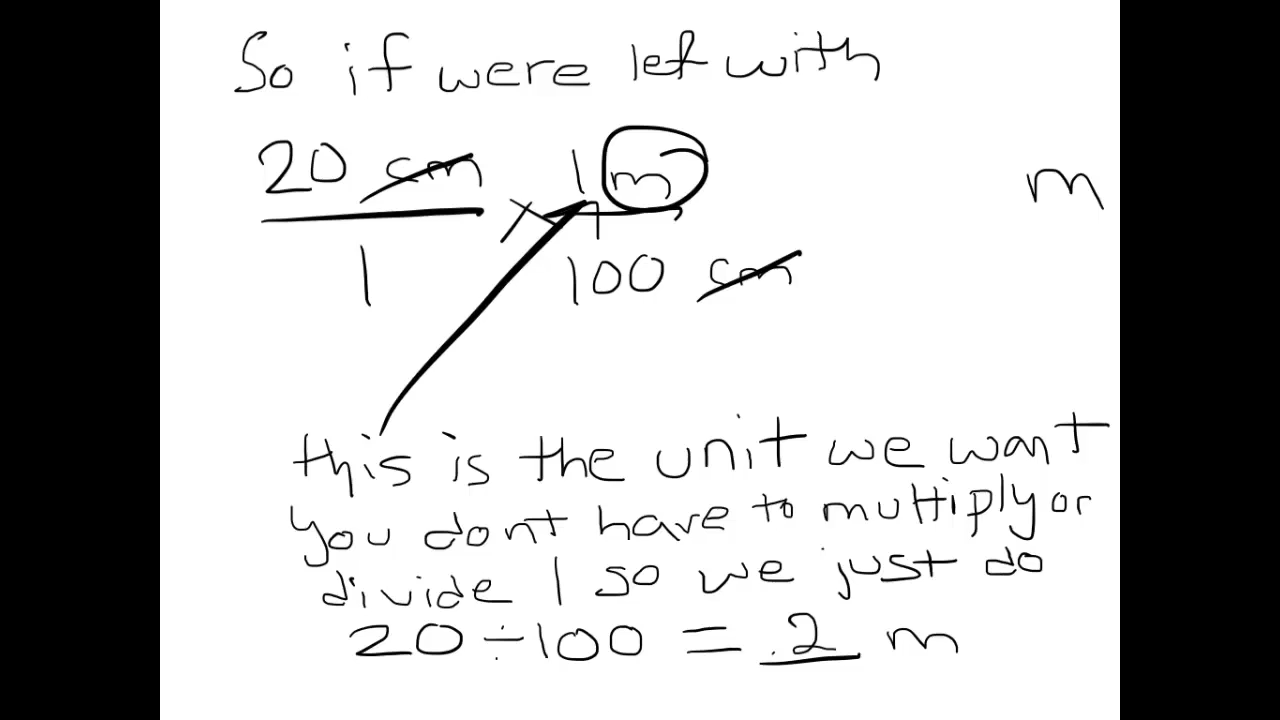 So if were lef with
20 cm 1 m m
1 x 100 cm
this is the unit we want
you dont have to multiply or
divide 1 so we just do
20 ÷ 100 = .2 m